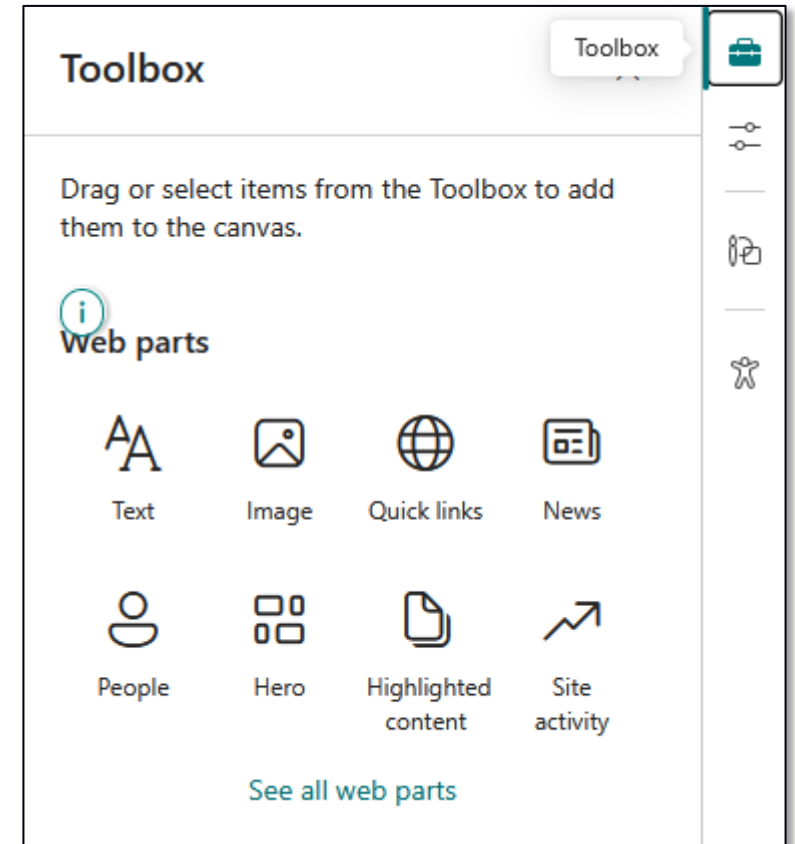 Toolbox
Toolbox
Drag or select items from the Toolbox to add
them to the canvas.
i
Web parts
Text
Image
Quick links
News
People
Hero
Highlighted
content
Site
activity
See all web parts